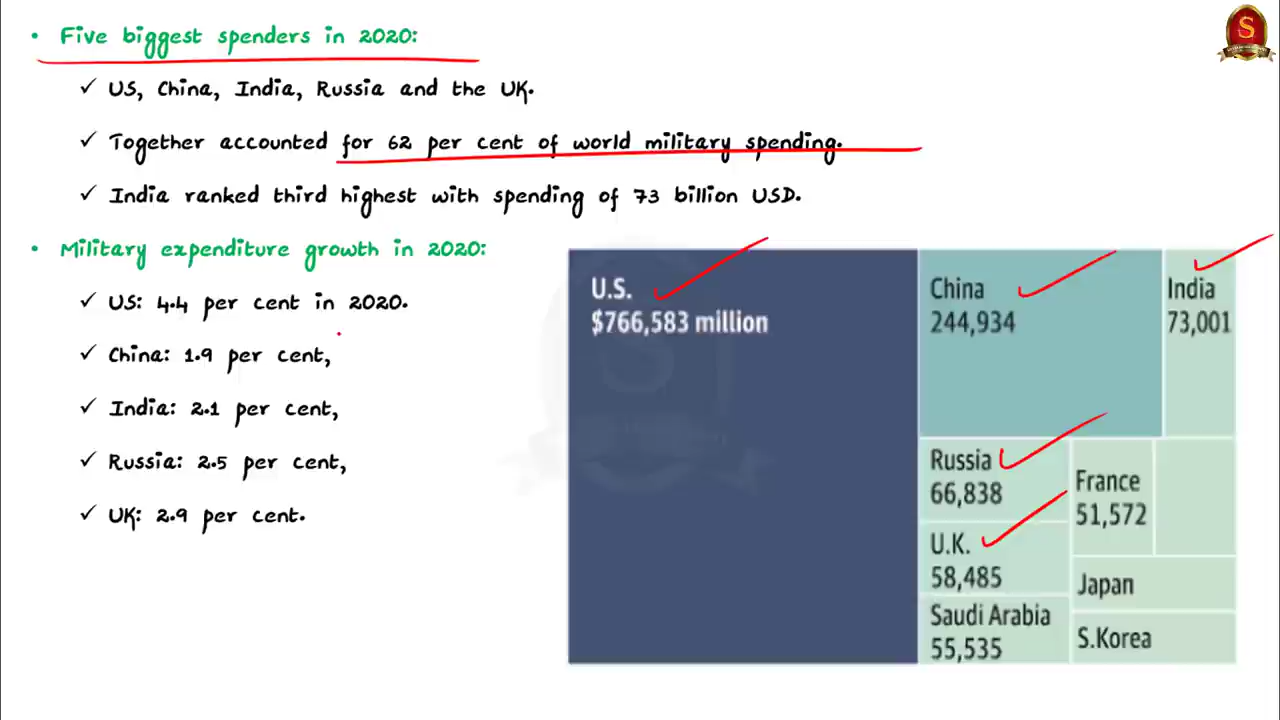 Five biggest spenders in 2020:
US, China, India, Russia and the UK.
Together accounted for 62 per cent of world military spending.
India ranked third highest with spending of 73 billion USD.
Military expenditure growth in 2020:
US: 4.4 per cent in 2020.
China: 1.9 per cent,
India: 2.1 per cent,
Russia: 2.5 per cent,
UK: 2.9 per cent.
U.S.
$766,583 million
China
244,934
India
73,001
Russia
66,838
France
51,572
U.K.
58,485
Japan
Saudi Arabia
55,535
S.Korea
S